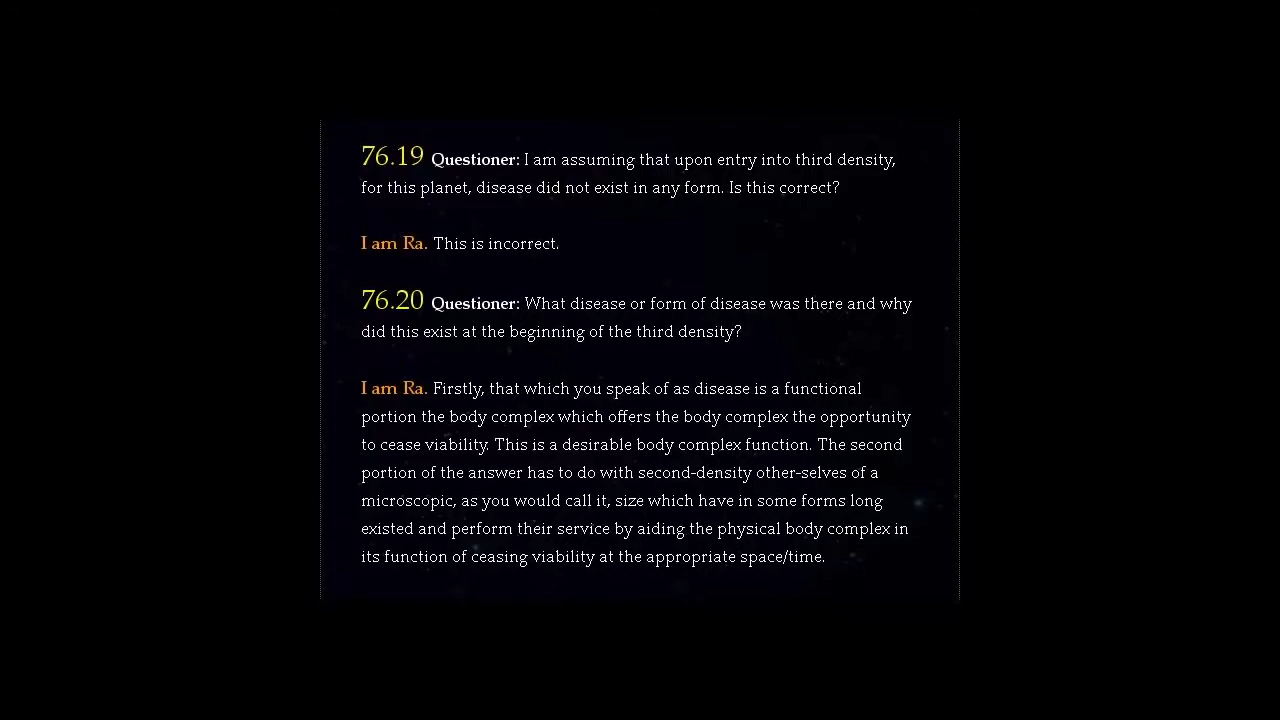 76.19 Questioner: I am assuming that upon entry into third density,
for this planet, disease did not exist in any form. Is this correct?
I am Ra. This is incorrect.
76.20 Questioner: What disease or form of disease was there and why
did this exist at the beginning of the third density?
I am Ra. Firstly, that which you speak of as disease is a functional
portion the body complex which offers the body complex the opportunity
to cease viability. This is a desirable body complex function. The second
portion of the answer has to do with second-density other-selves of a
microscopic, as you would call it, size which have in some forms long
existed and perform their service by aiding the physical body complex in
its function of ceasing viability at the appropriate space/time.